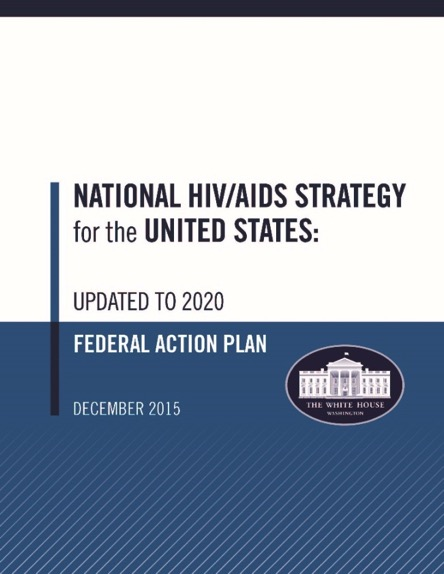 NATIONAL HIV/AIDS STRATEGY
for the UNITED STATES:
UPDATED TO 2020
FEDERAL ACTION PLAN
THE WHITE HOUSE
WASHINGTON
DECEMBER 2015